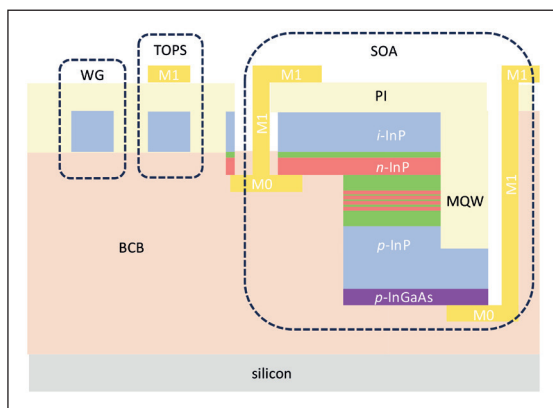 TOPS
SOA
WG
M1
M1
M1
PI
M1
i-InP
n-InP
M0
MQW
M1
BCB
p-InP
p-InGaAs
M0
silicon